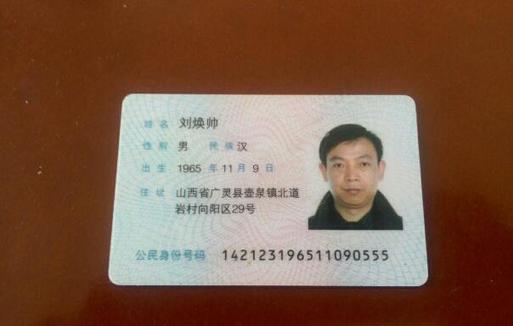 姓名 刘焕帅
性别 男 民族 汉
出生 1965 年 11 月 9 日
住址 山西省广灵县壶泉镇北道
岩村向阳区29号
公民身份号码 142123196511090555